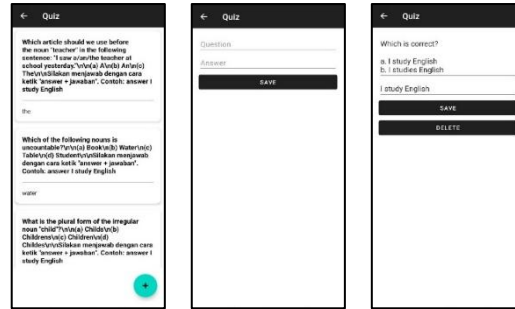 Quiz
Which article should we use before
the noun "teacher" in the following
sentence: "I saw a/an/the teacher at
school yesterday."\r\n(a) A\n(b) An\n(c)
The\r\n\sSilakan menjawab dengan cara
ketik "answer + jawaban". Contoh: answer I
study English
the
Which of the following nouns is
uncountable?\r\n(a) Book\n(b) Water\n(c)
Table\n(d) Student\r\n\nSilakan menjawab
dengan cara ketik "answer + jawaban".
Contoh: answer I study English
water
What is the plural form of the irregular
noun "child"?\r\n(a) Childs\n(b)
Childrens\n(c) Children\n(d)
Childes\r\n\nSilakan menjawab dengan cara
ketik "answer + jawaban". Contoh: answer I
study English
+
Quiz
Question
Answer
SAVE
Quiz
Which is correct?
a. I study English
b. I studies English
I study English
SAVE
DELETE